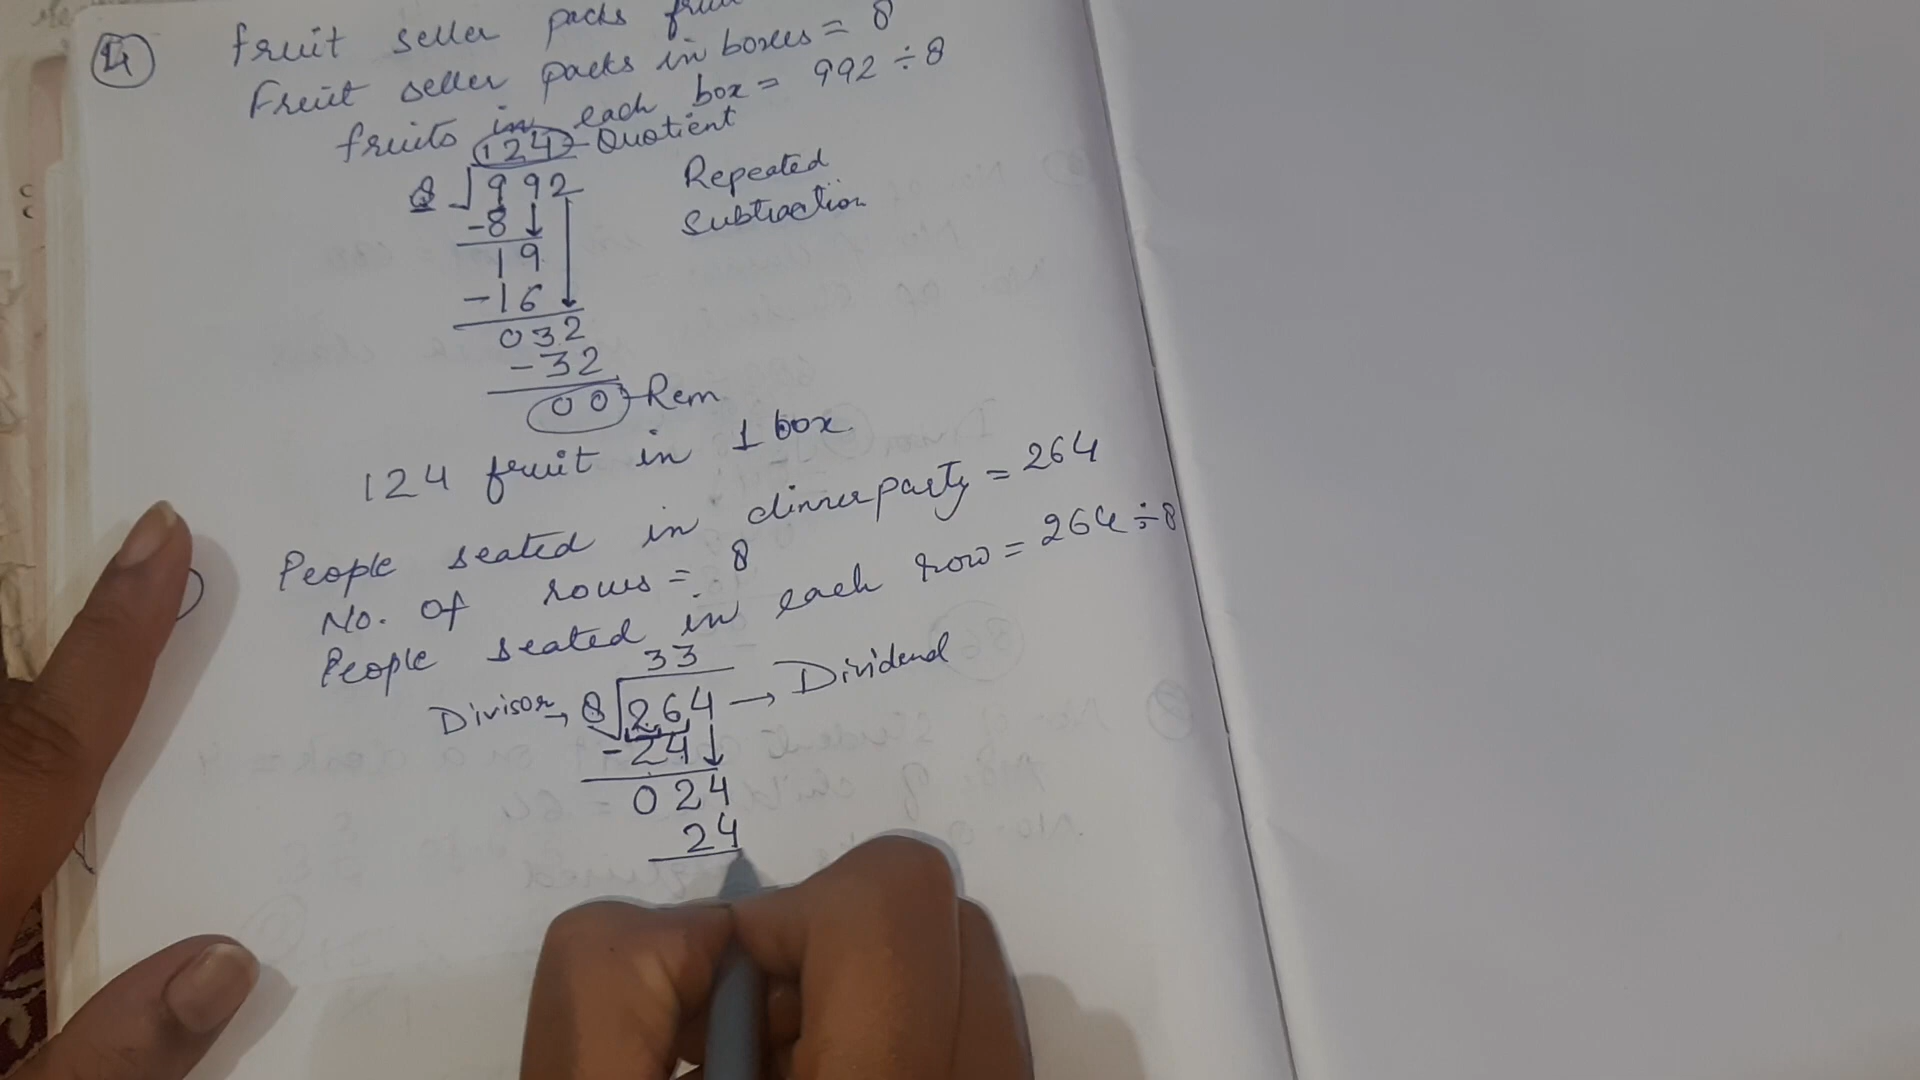 4 fruit seller packs
Fruit seller packs in boxes = 8
fruits in each box = 992 ÷ 8
124 - Quotient
8 992
Repeated
Subtraction
-8
19
-16
032
-32
00 - Rem
124 fruit in 1 box.
People seated in dinner party = 264
No. of rows = 8
People seated in each row = 264 ÷ 8
33
Divisor → 8 264 → Dividend
-24
024
24